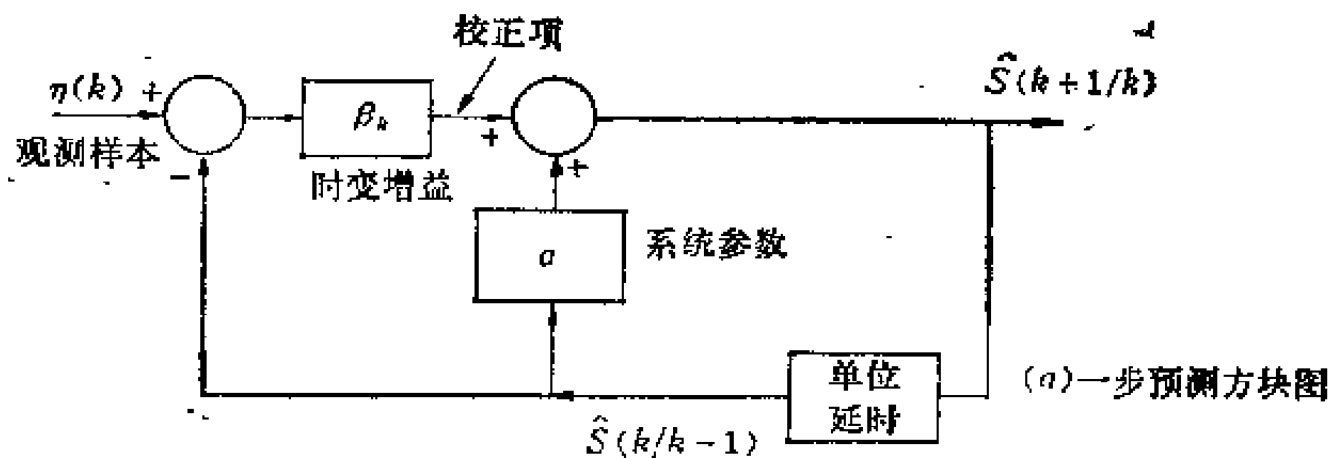 校正项
η(k) +
Ŝ(k+1/k)
β_k
+
观测样本
-
时变增益
+
a
系统参数
单位
延时
(a)一步预测方块图
Ŝ(k/k-1)